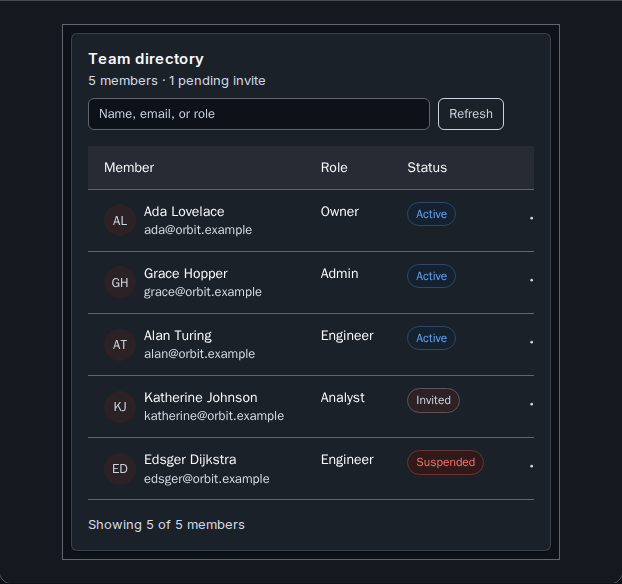 Team directory
5 members · 1 pending invite
Name, email, or role
Refresh
Member Role Status
AL Ada Lovelace Owner Active
ada@orbit.example
GH Grace Hopper Admin Active
grace@orbit.example
AT Alan Turing Engineer Active
alan@orbit.example
KJ Katherine Johnson Analyst Invited
katherine@orbit.example
ED Edsger Dijkstra Engineer Suspended
edsger@orbit.example
Showing 5 of 5 members